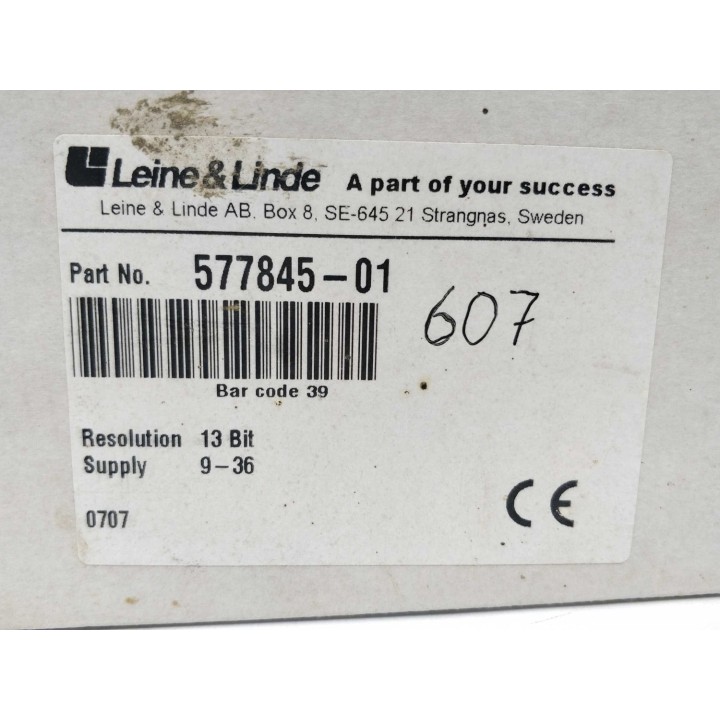 Leine & Linde A part of your success
Leine & Linde AB, Box 8, SE-645 21 Strangnas, Sweden
Part No. 577845-01
607
Bar code 39
Resolution 13 Bit
Supply 9-36
0707
CE